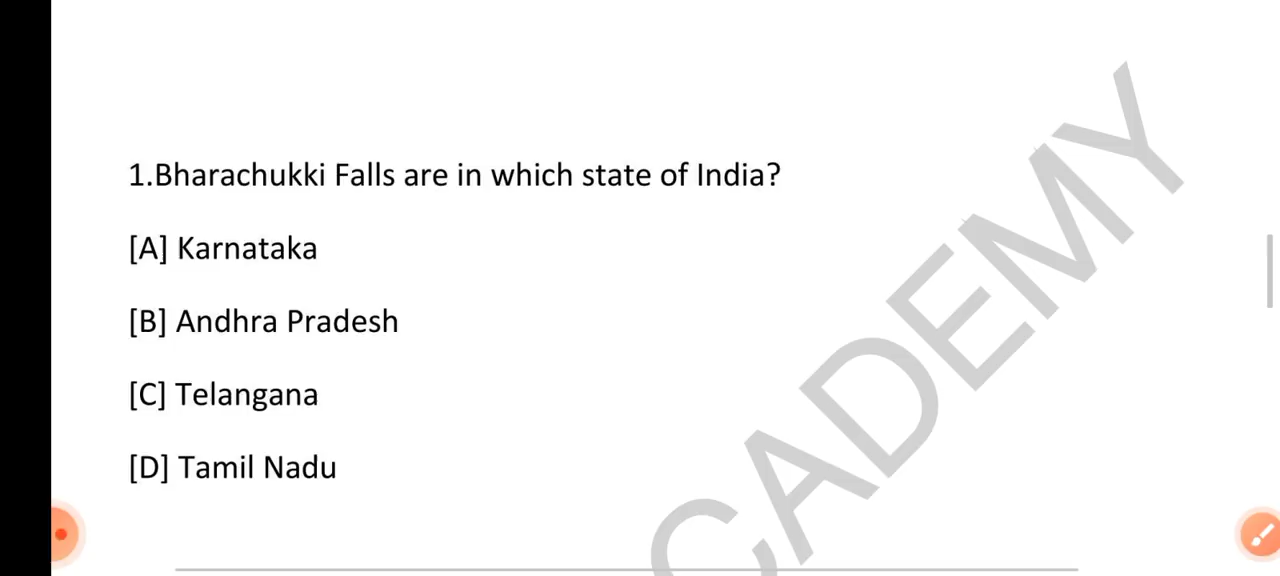 1.Bharachukki Falls are in which state of India?
[A] Karnataka
[B] Andhra Pradesh
[C] Telangana
[D] Tamil Nadu
CADEMY